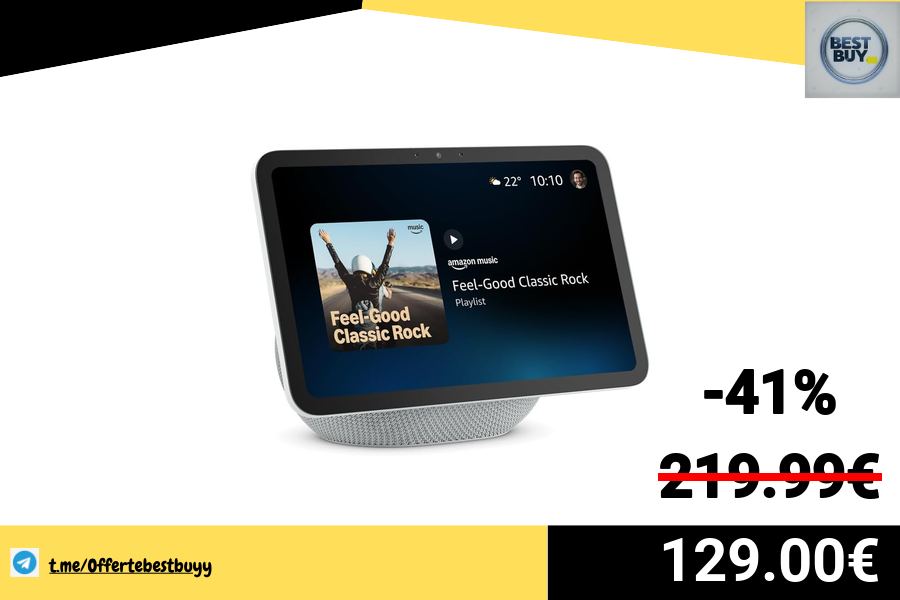 BEST
BUY
22° 10:10
music
amazon music
Feel-Good Classic Rock
Playlist
Feel-Good
Classic Rock
-41%
219.99€
129.00€
t.me/Offertebestbuyy